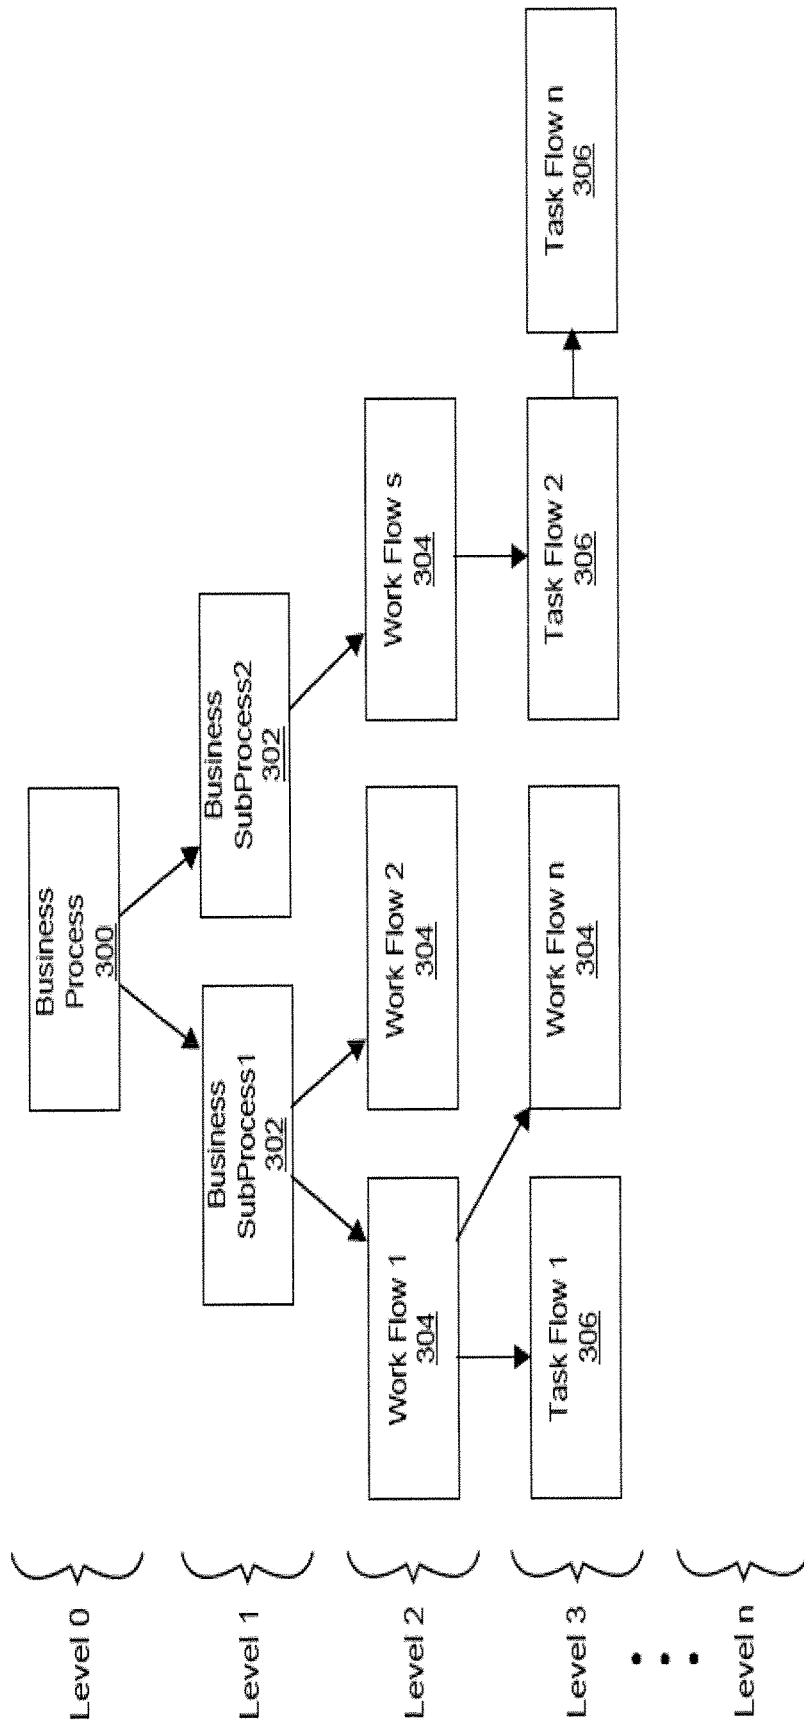 Level 0
Business
Process
300
Level 1
Business
SubProcess1
302
Business
SubProcess2
302
Level 2
Work Flow 1
304
Work Flow 2
304
Work Flow s
304
Level 3
Task Flow 1
306
Work Flow n
304
Task Flow 2
306
Task Flow n
306
Level n